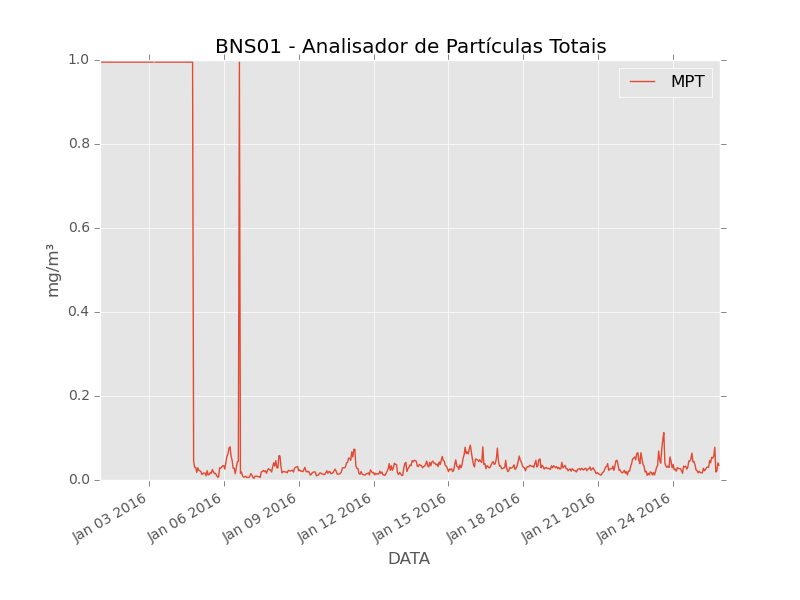 BNS01 - Analisador de Partículas Totais
MPT
1.0
0.8
0.6
0.4
0.2
0.0
mg/m³
Jan 03 2016
Jan 06 2016
Jan 09 2016
Jan 12 2016
Jan 15 2016
Jan 18 2016
Jan 21 2016
Jan 24 2016
DATA